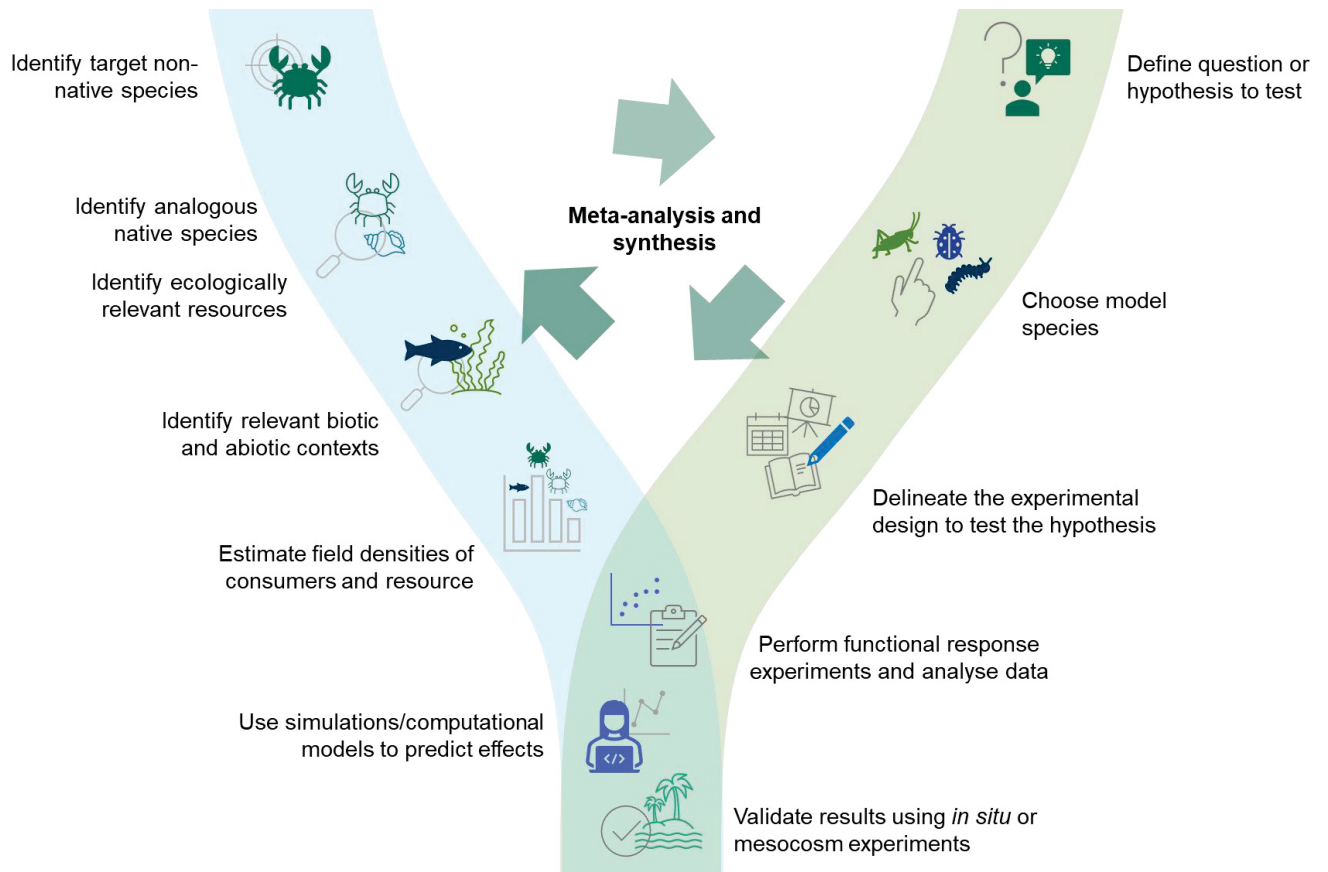 Identify target non-
native species
Identify analogous
native species
Identify ecologically
relevant resources
Identify relevant biotic
and abiotic contexts
Estimate field densities of
consumers and resource
Use simulations/computational
models to predict effects
Meta-analysis and
synthesis
Define question or
hypothesis to test
Choose model
species
Delineate the experimental
design to test the hypothesis
Perform functional response
experiments and analyse data
Validate results using in situ or
mesocosm experiments